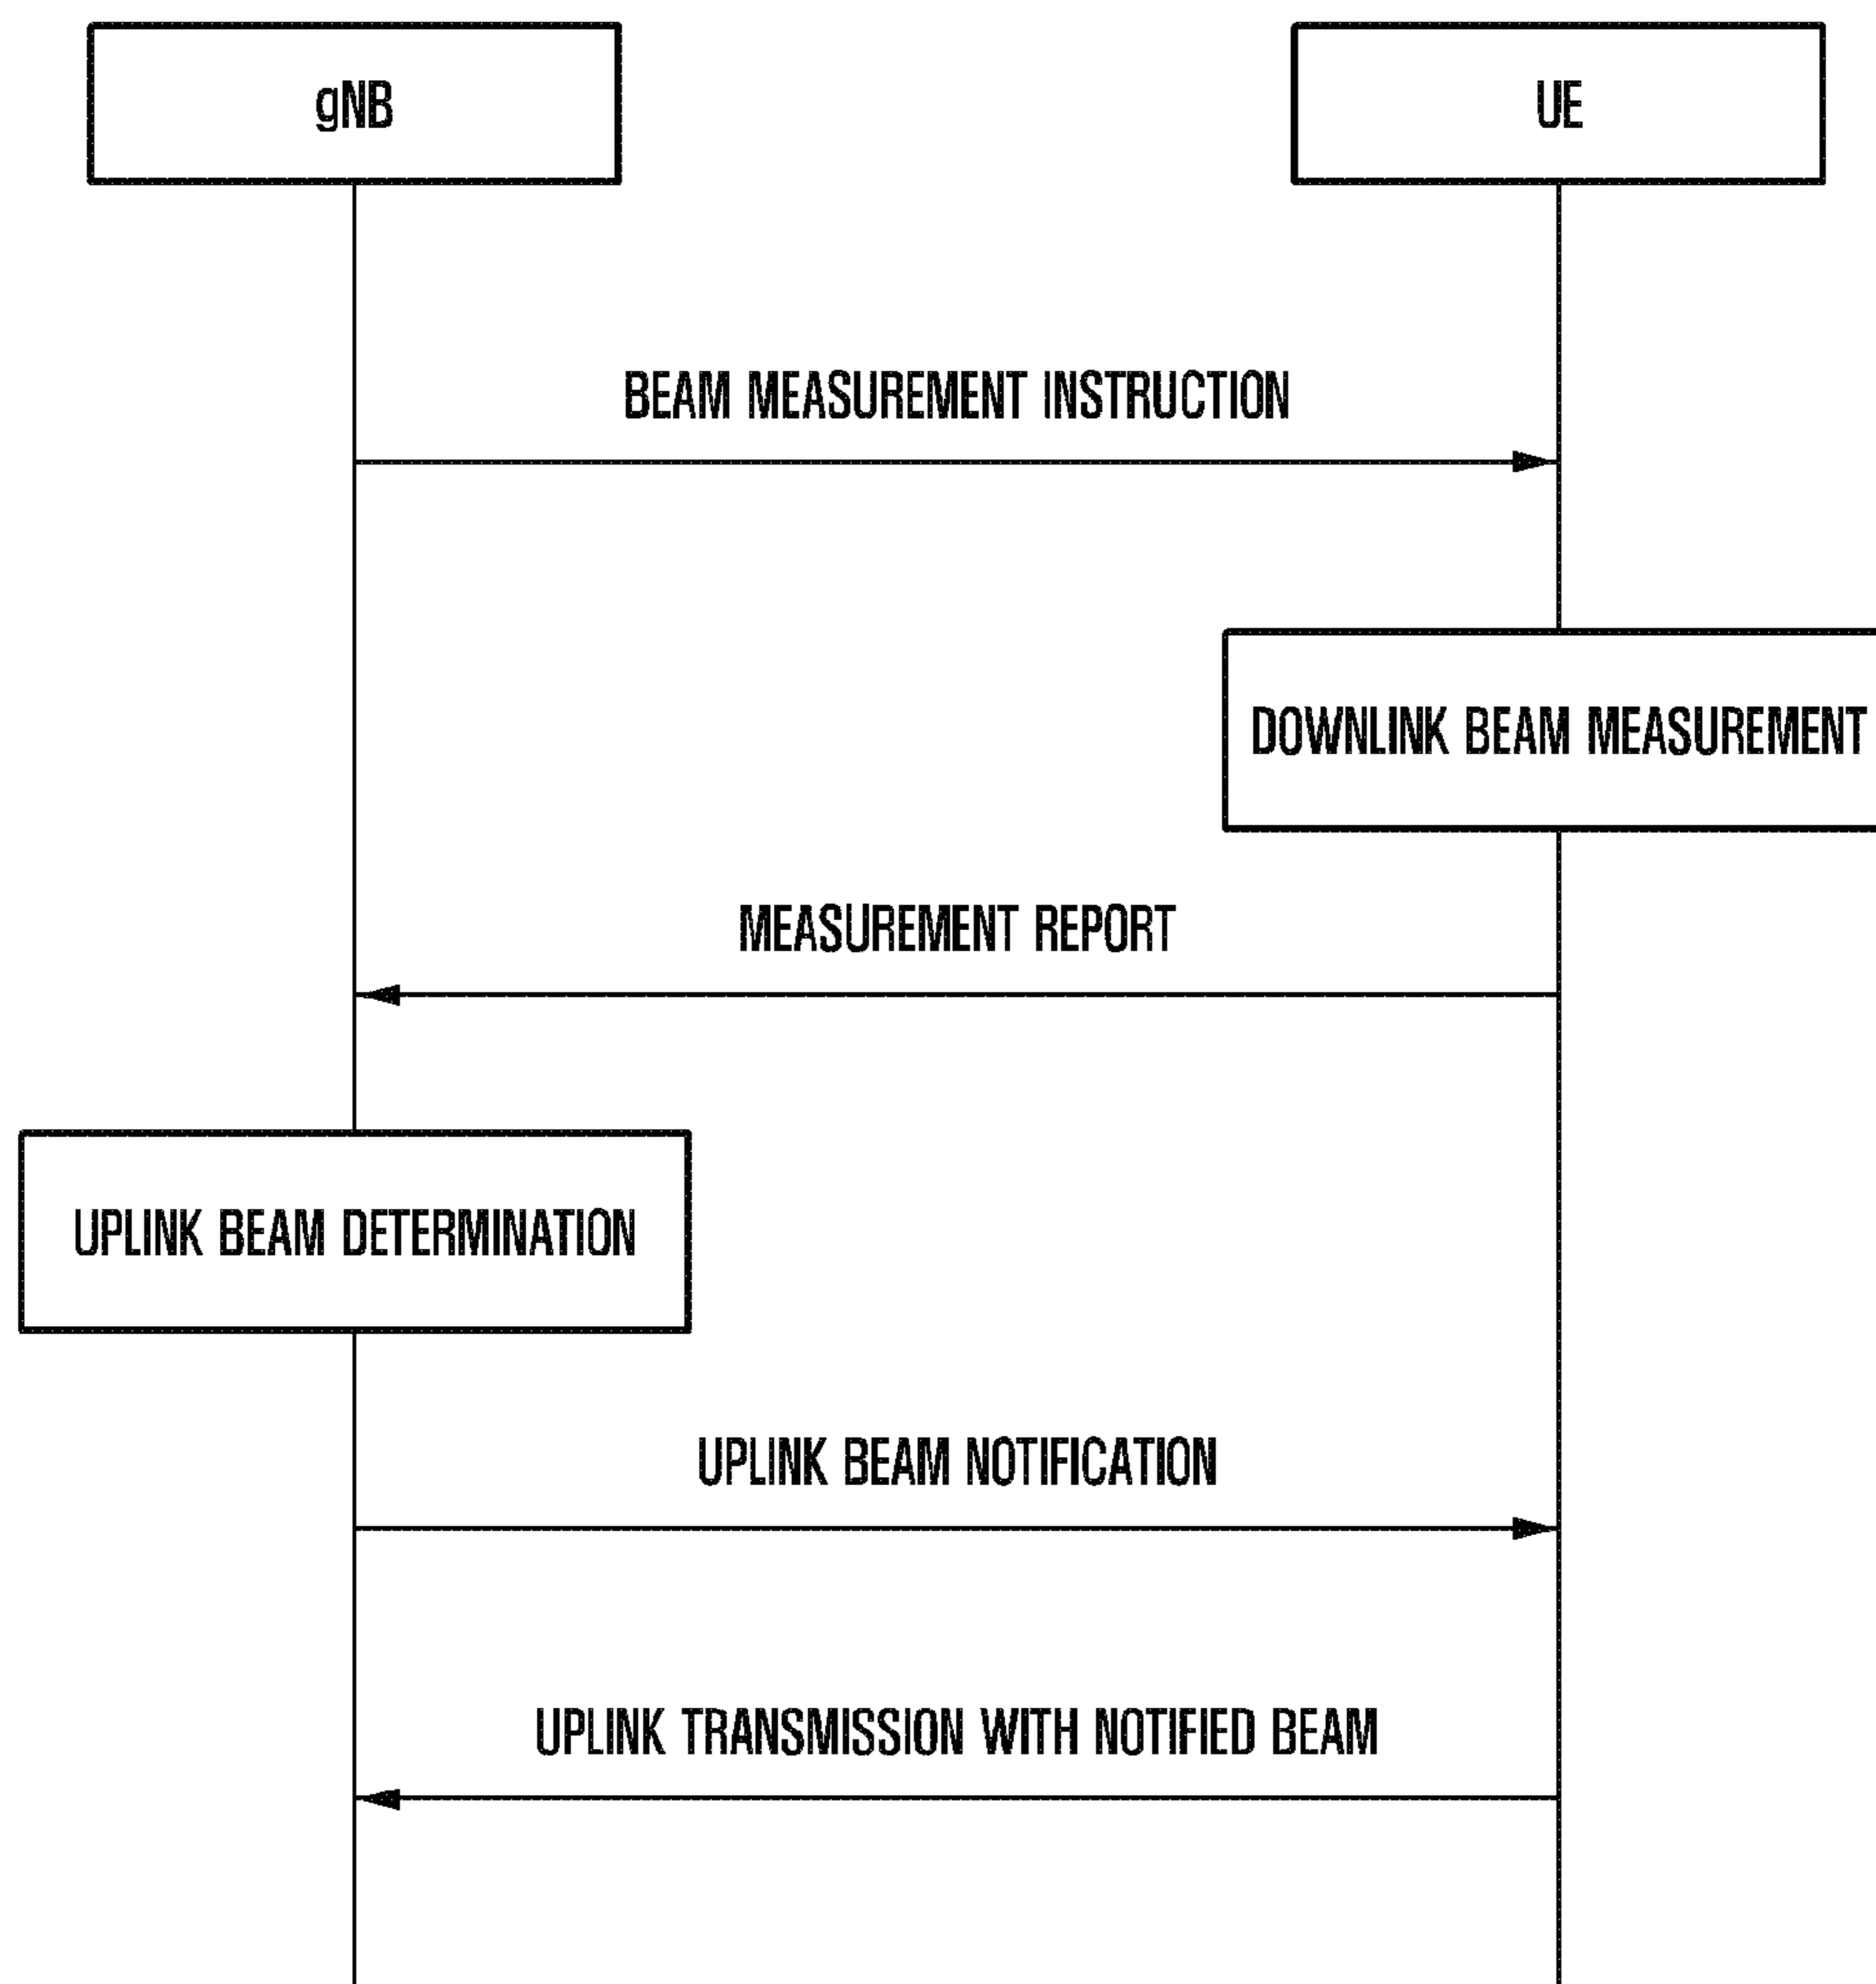 gNB
UE
BEAM MEASUREMENT INSTRUCTION
DOWNLINK BEAM MEASUREMENT
MEASUREMENT REPORT
UPLINK BEAM DETERMINATION
UPLINK BEAM NOTIFICATION
UPLINK TRANSMISSION WITH NOTIFIED BEAM